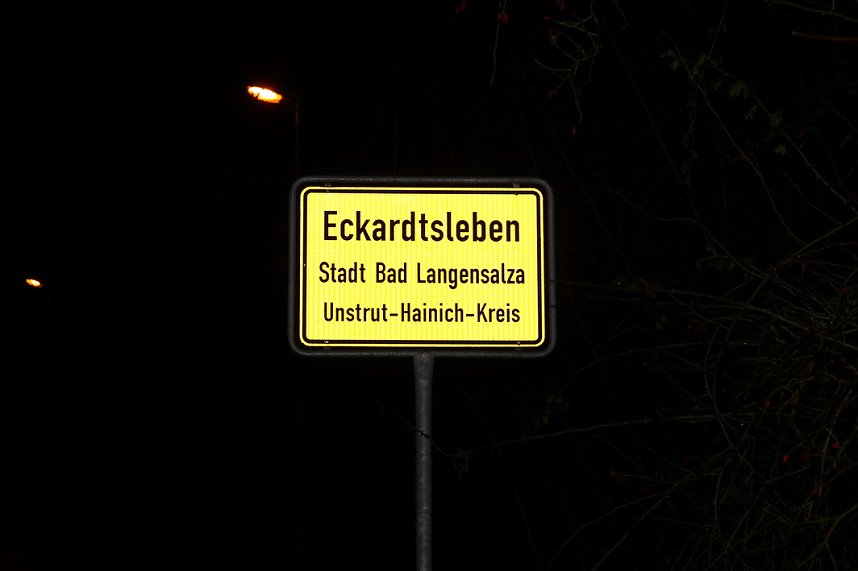 Eckardtsleben
Stadt Bad Langensalza
Unstrut-Hainich-Kreis